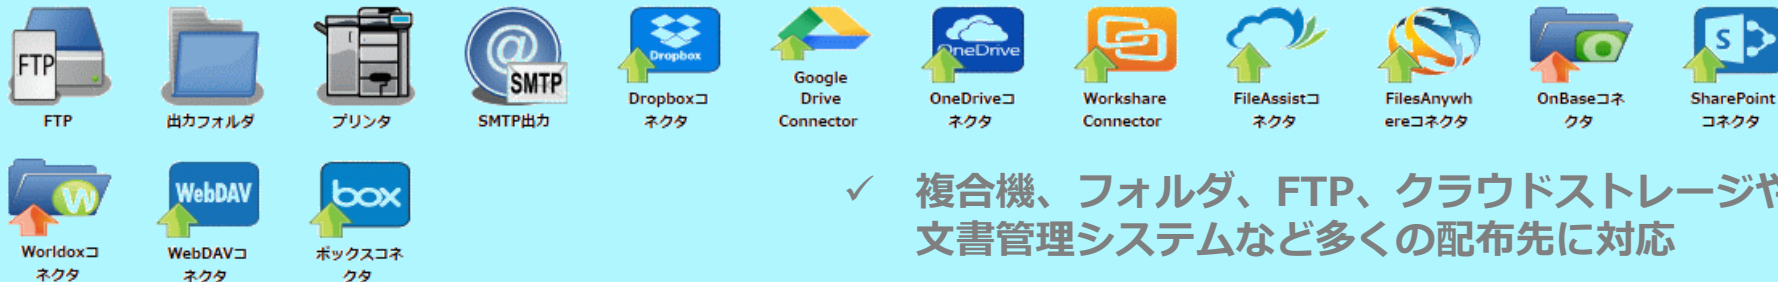 FTP
FTP
出力フォルダ
プリンタ
@
SMTP
SMTP出力
Dropbox
Dropboxコ
ネクタ
Google
Drive
Connector
OneDrive
OneDriveコ
ネクタ
Workshare
Connector
FileAssistコ
ネクタ
FilesAnywh
ereコネクタ
OnBaseコネ
クタ
S
SharePoint
コネクタ
W
Worldoxコ
ネクタ
WebDAV
WebDAVコ
ネクタ
box
ボックスコネ
クタ
✓ 複合機、フォルダ、FTP、クラウドストレージや
文書管理システムなど多くの配布先に対応